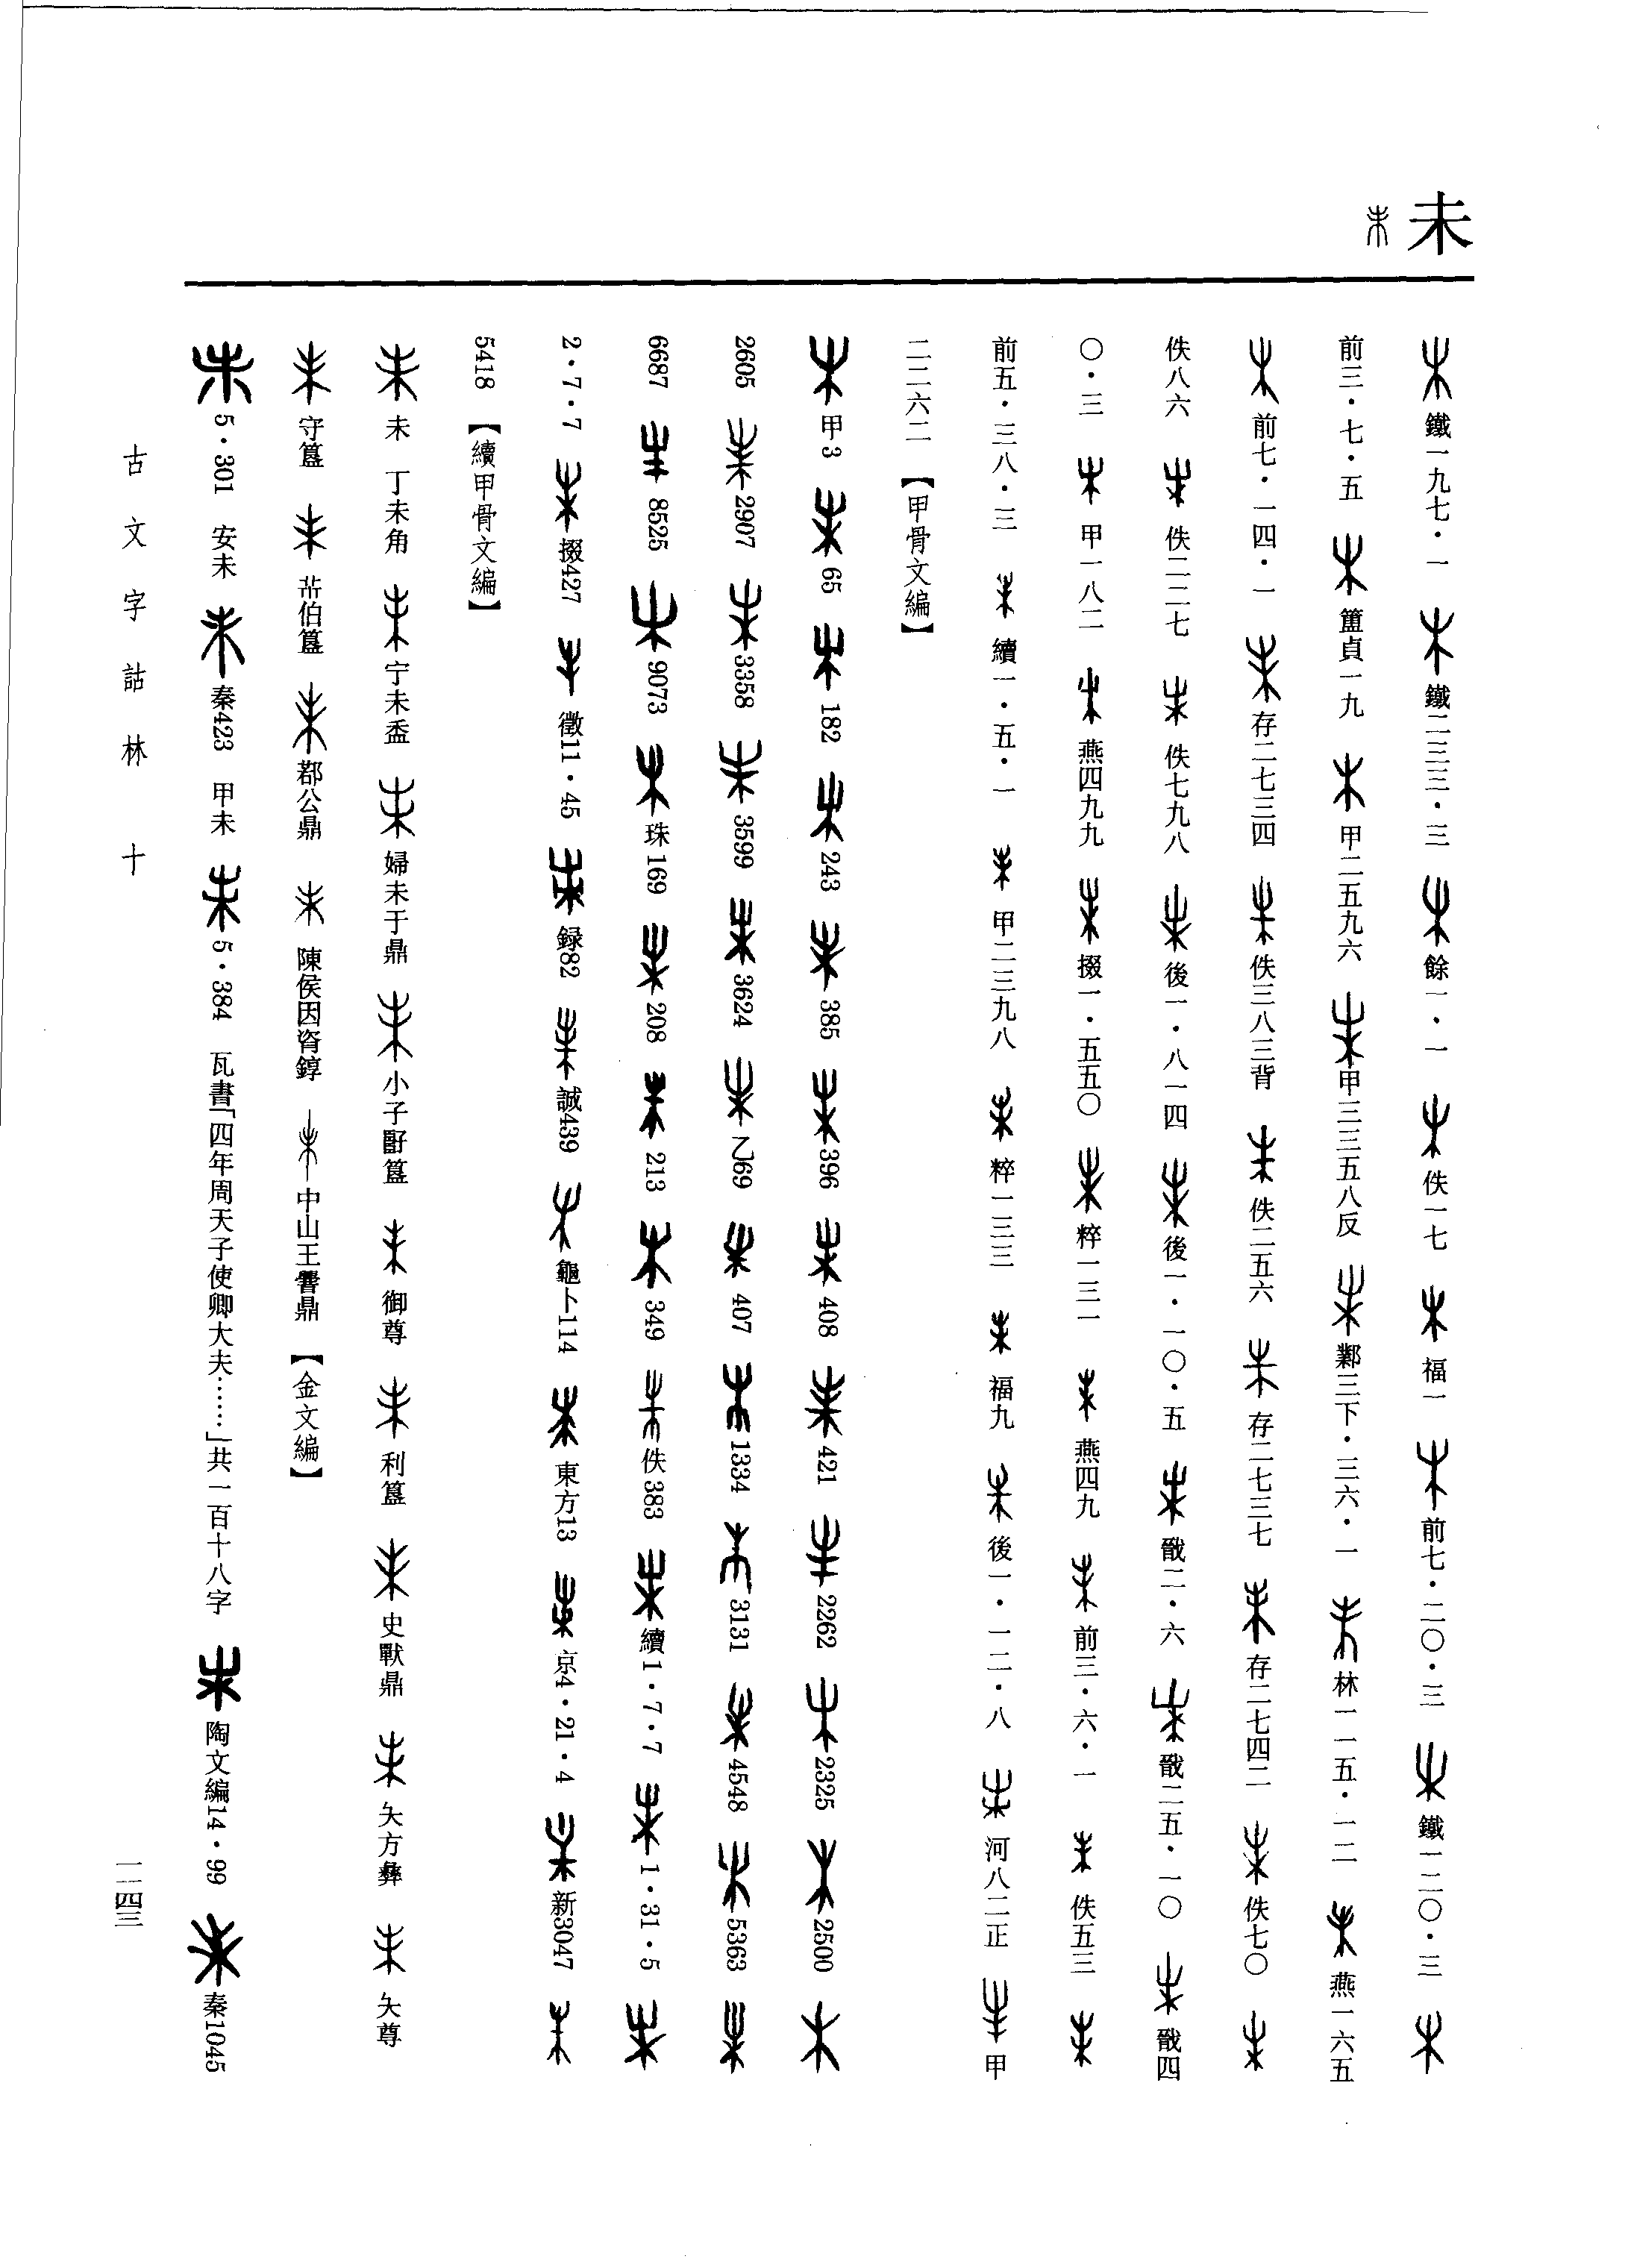 未
鐵一九七·一 鐵二三三·三 餘一·一 佚一七 福一 前七·二〇·三 鐵一二〇·三
前三·七·五 簠貞一九 甲二五九六 甲三三五八反 鄴三下·三六·一 林一一五·一二 燕一六五
前七·一四·一 存二七三四 佚三八三背 佚二五六 存二七三七 存二七四二 佚七〇
佚八六 佚二二七 佚七九八 後一·八一四 後一·一〇·五 戩二·六 戩二五·一〇 戩四
〇·三 甲一八二 燕四九九 掇一·五五〇 粹一三一 燕四九 前三·六·一 佚五三
前五·三八·三 續一·五·一 甲二三九八 粹一二三三 福九 後一·一二·八 河八二正 甲
二二六二 【甲骨文編】
甲3 65 182 243 385 396 408 421 2262 2325 2500
2605 2907 3358 3599 3624 乙69 407 1334 3131 4548 5363
6687 8525 9073 珠169 208 213 349 佚383 續1·7·7 1·31·5
2·7·7 掇427 徵11·45 録82 誠439 龜卜114 東方13 京4·21·4 新3047
5418 【續甲骨文編】
未 丁未角 宁未盉 婦未于鼎 小子簋 御尊 利簋 史獸鼎 夨方彝 夨尊
守簋 伯簋 鄀公鼎 陳侯因𬮿錞 中山王鼎 【金文編】
5·301 安未 秦423 甲未 5·384 瓦書「四年周天子使卿大夫……」共一百十八字 陶文編14·99 秦1045
古文字詁林 十
一一四三